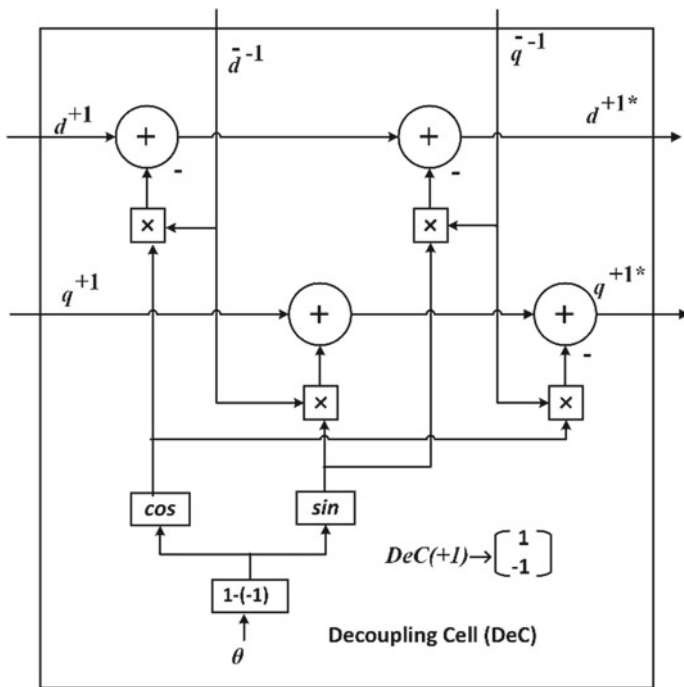 d̄⁻¹ q̄⁻¹
d⁺¹ + + d⁺¹*
- -
× ×
q⁺¹ + + q⁺¹*
-
× ×
cos sin
DeC(+1)→ 1
-1
1-(-1)
Decoupling Cell (DeC)
θ